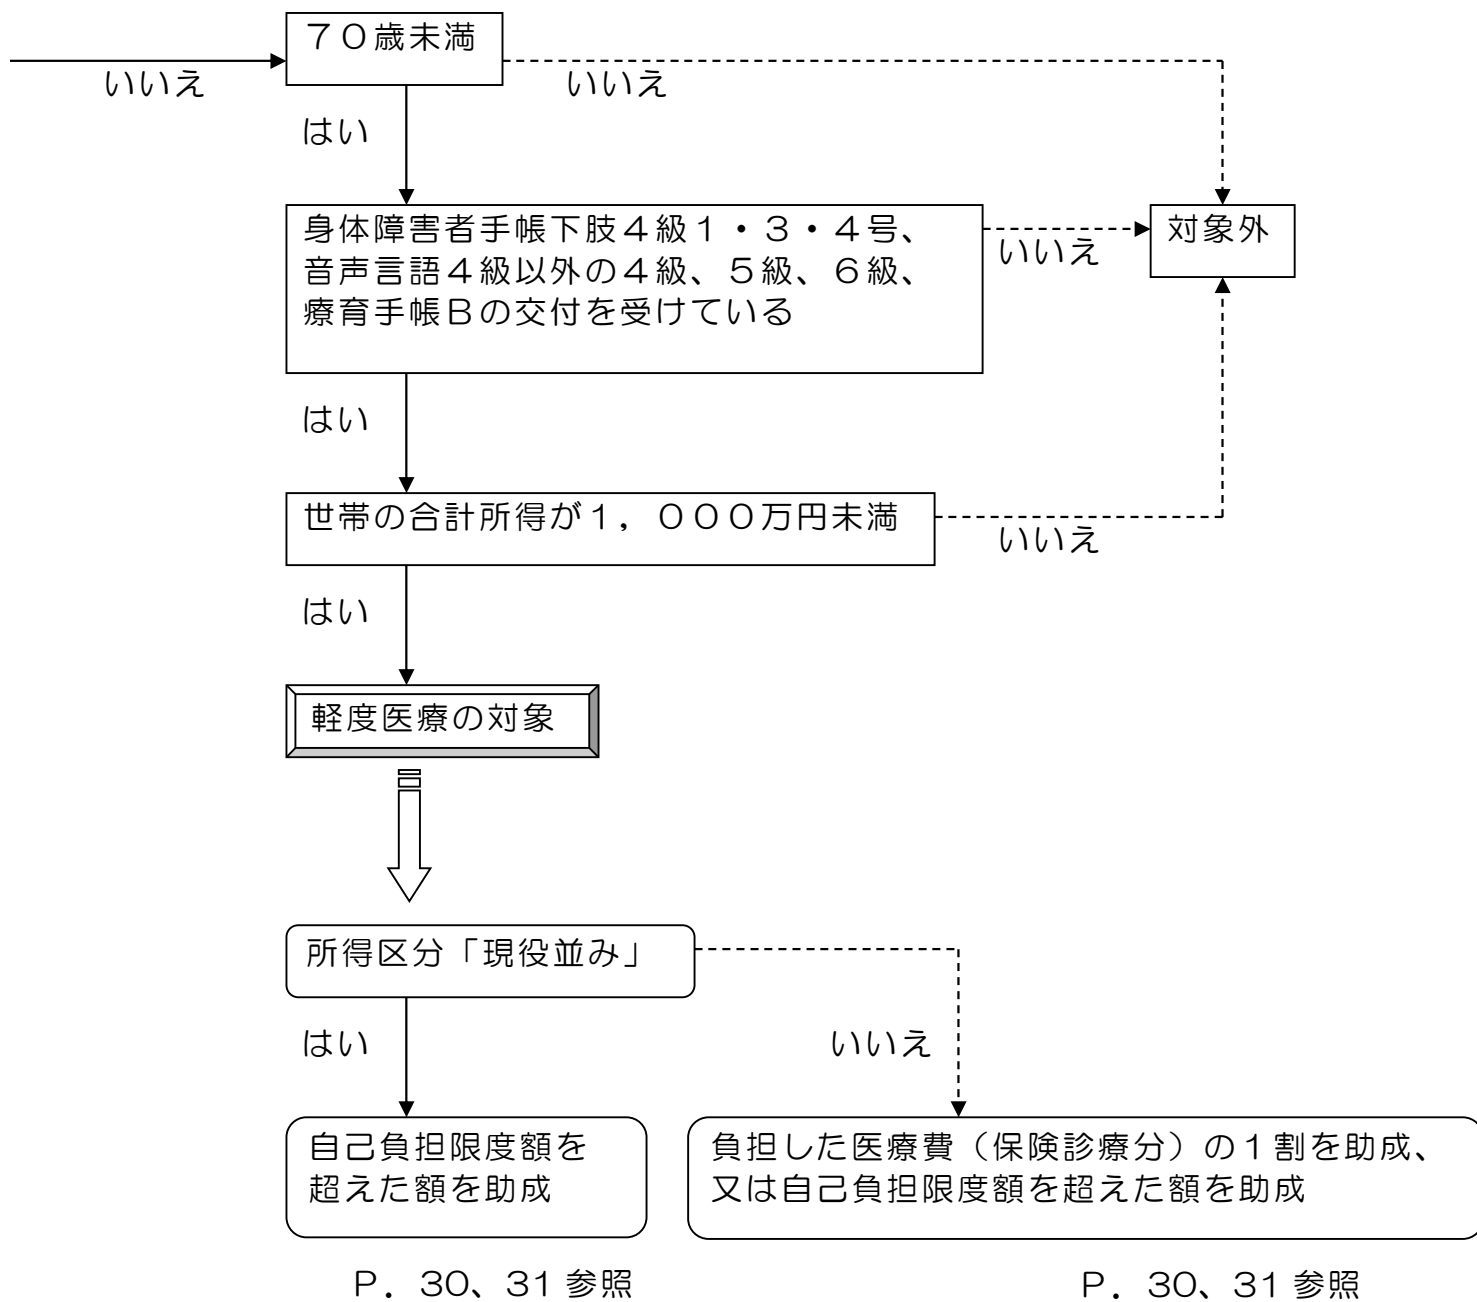 ７０歳未満
いいえ
いいえ
はい
身体障害者手帳下肢４級１・３・４号、
音声言語４級以外の４級、５級、６級、
療育手帳Ｂの交付を受けている
いいえ
対象外
はい
世帯の合計所得が１，０００万円未満
いいえ
はい
軽度医療の対象
所得区分「現役並み」
はい
いいえ
自己負担限度額を
超えた額を助成
負担した医療費（保険診療分）の１割を助成、
又は自己負担限度額を超えた額を助成
Ｐ．30、31 参照
Ｐ．30、31 参照